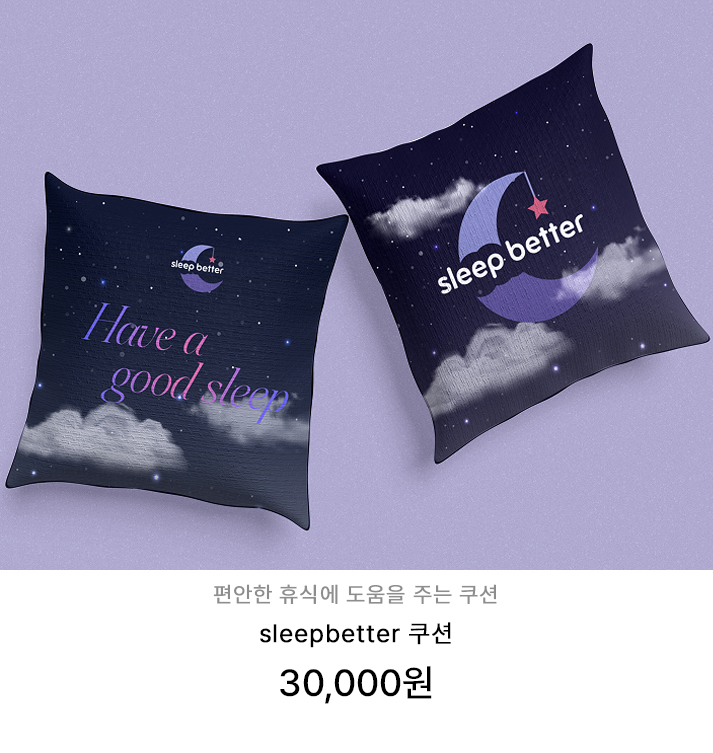 sleep better
Have a
good sleep
sleep better
편안한 휴식에 도움을 주는 쿠션
sleepbetter 쿠션
30,000원